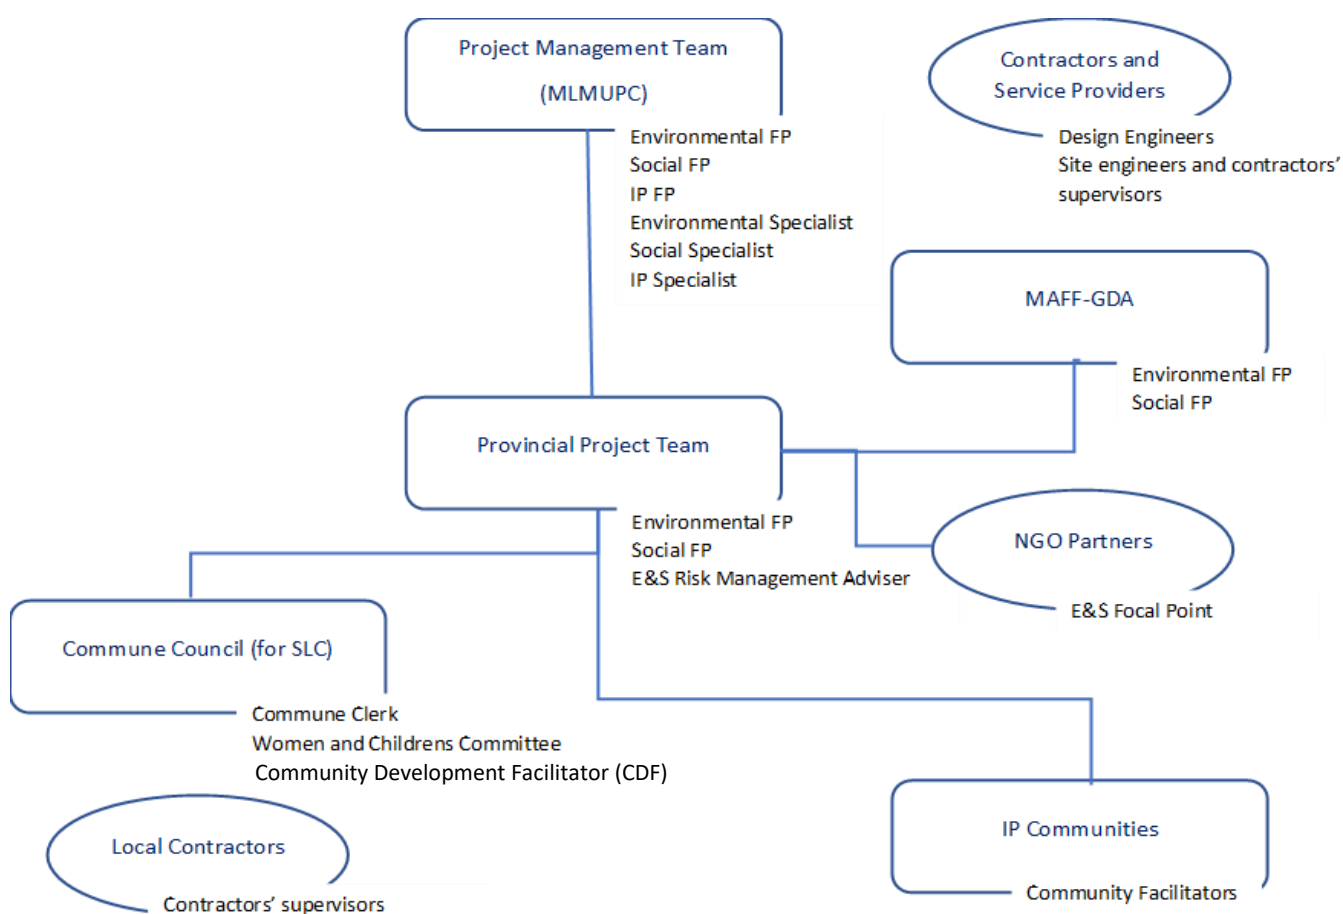 Project Management Team
(MLMUPC)
Environmental FP
Social FP
IP FP
Environmental Specialist
Social Specialist
IP Specialist
Contractors and
Service Providers
Design Engineers
Site engineers and contractors'
supervisors
MAFF-GDA
Environmental FP
Social FP
Provincial Project Team
Environmental FP
Social FP
E&S Risk Management Adviser
NGO Partners
E&S Focal Point
Commune Council (for SLC)
Commune Clerk
Women and Childrens Committee
Community Development Facilitator (CDF)
Local Contractors
Contractors' supervisors
IP Communities
Community Facilitators